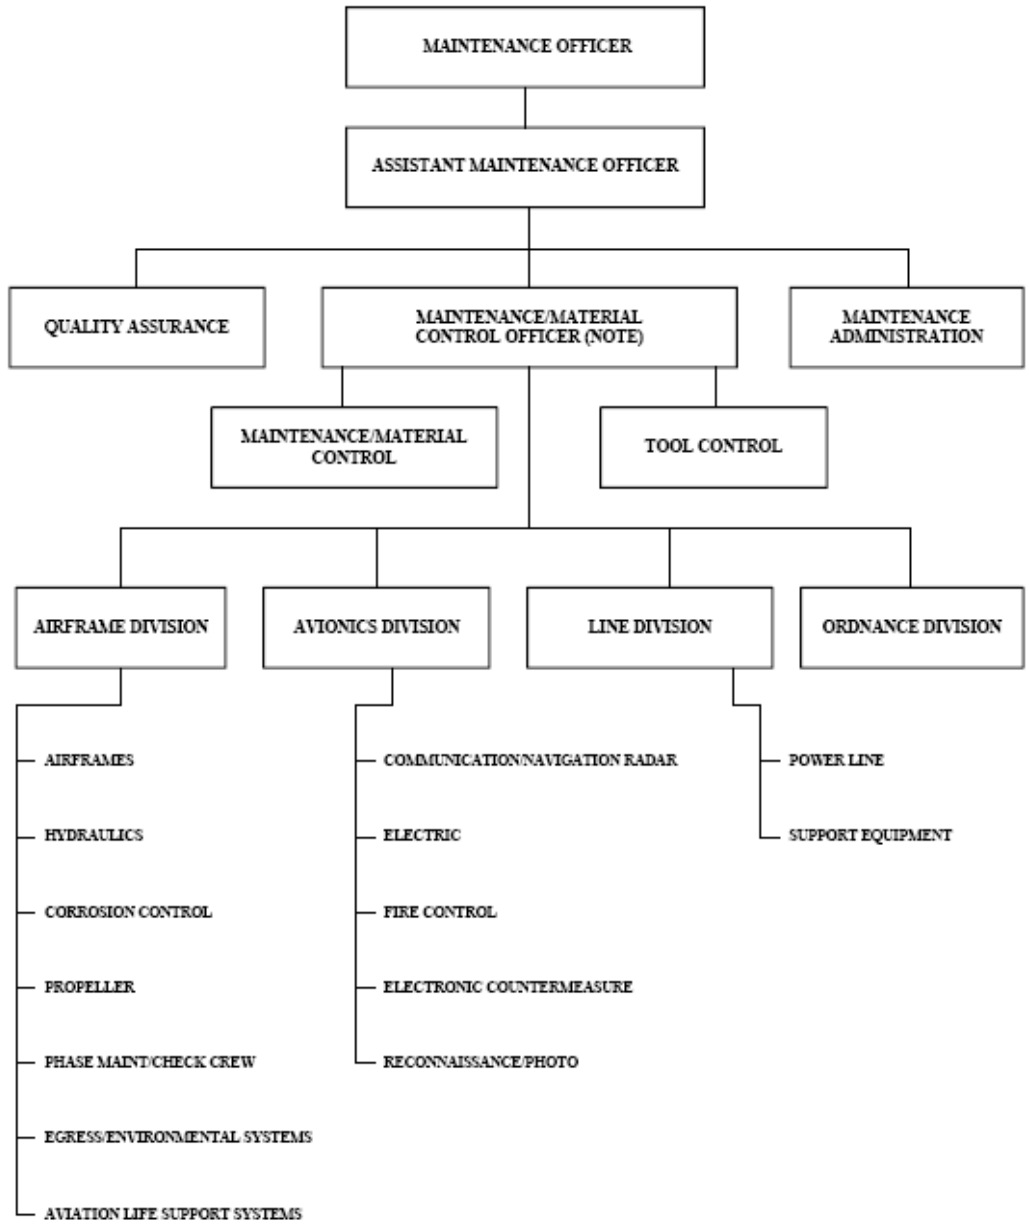 MAINTENANCE OFFICER
ASSISTANT MAINTENANCE OFFICER
QUALITY ASSURANCE
MAINTENANCE/MATERIAL
CONTROL OFFICER (NOTE)
MAINTENANCE
ADMINISTRATION
MAINTENANCE/MATERIAL
CONTROL
TOOL CONTROL
AIRFRAME DIVISION
AVIONICS DIVISION
LINE DIVISION
ORDNANCE DIVISION
AIRFRAMES
HYDRAULICS
CORROSION CONTROL
PROPELLER
PHASE MAINT/CHECK CREW
EGRESS/ENVIRONMENTAL SYSTEMS
AVIATION LIFE SUPPORT SYSTEMS
COMMUNICATION/NAVIGATION RADAR
ELECTRIC
FIRE CONTROL
ELECTRONIC COUNTERMEASURE
RECONNAISSANCE/PHOTO
POWER LINE
SUPPORT EQUIPMENT